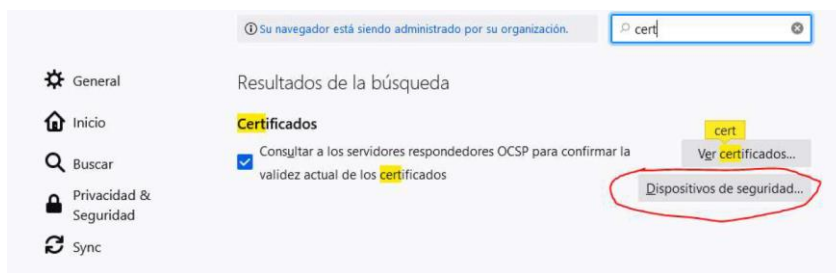 Su navegador está siendo administrado por su organización.
cert
General
Inicio
Buscar
Privacidad &
Seguridad
Sync
Resultados de la búsqueda
Certificados
Consultar a los servidores respondedores OCSP para confirmar la
validez actual de los certificados
cert
Ver certificados...
Dispositivos de seguridad...